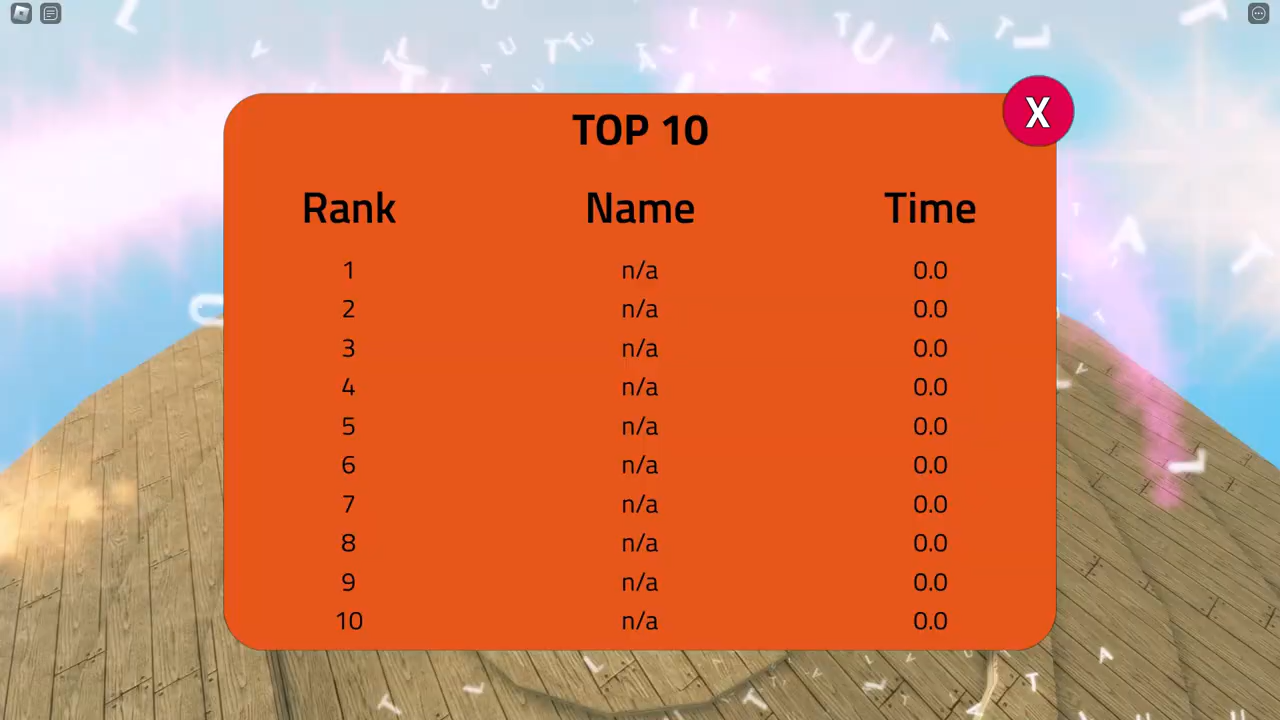 TOP 10
X
Rank Name Time
1 n/a 0.0
2 n/a 0.0
3 n/a 0.0
4 n/a 0.0
5 n/a 0.0
6 n/a 0.0
7 n/a 0.0
8 n/a 0.0
9 n/a 0.0
10 n/a 0.0